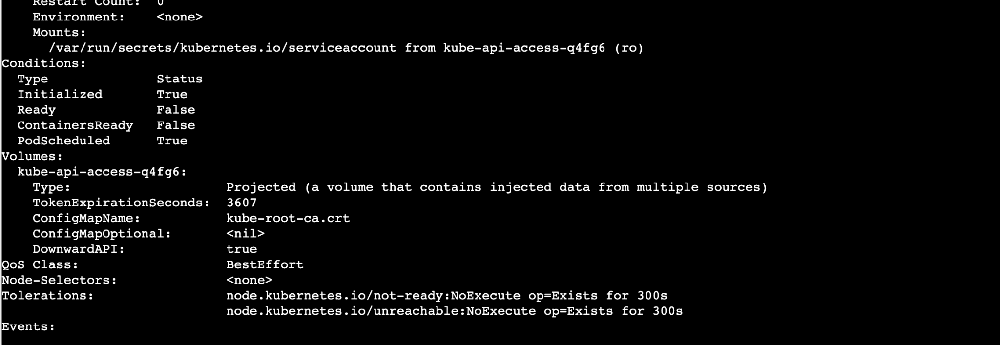 Restart Count:  0
Environment:    <none>
Mounts:
/var/run/secrets/kubernetes.io/serviceaccount from kube-api-access-q4fg6 (ro)
Conditions:
Type              Status
Initialized       True
Ready             False
ContainersReady   False
PodScheduled      True
Volumes:
kube-api-access-q4fg6:
Type:                    Projected (a volume that contains injected data from multiple sources)
TokenExpirationSeconds:  3607
ConfigMapName:           kube-root-ca.crt
ConfigMapOptional:       <nil>
DownwardAPI:             true
QoS Class:                   BestEffort
Node-Selectors:              <none>
Tolerations:                 node.kubernetes.io/not-ready:NoExecute op=Exists for 300s
node.kubernetes.io/unreachable:NoExecute op=Exists for 300s
Events: